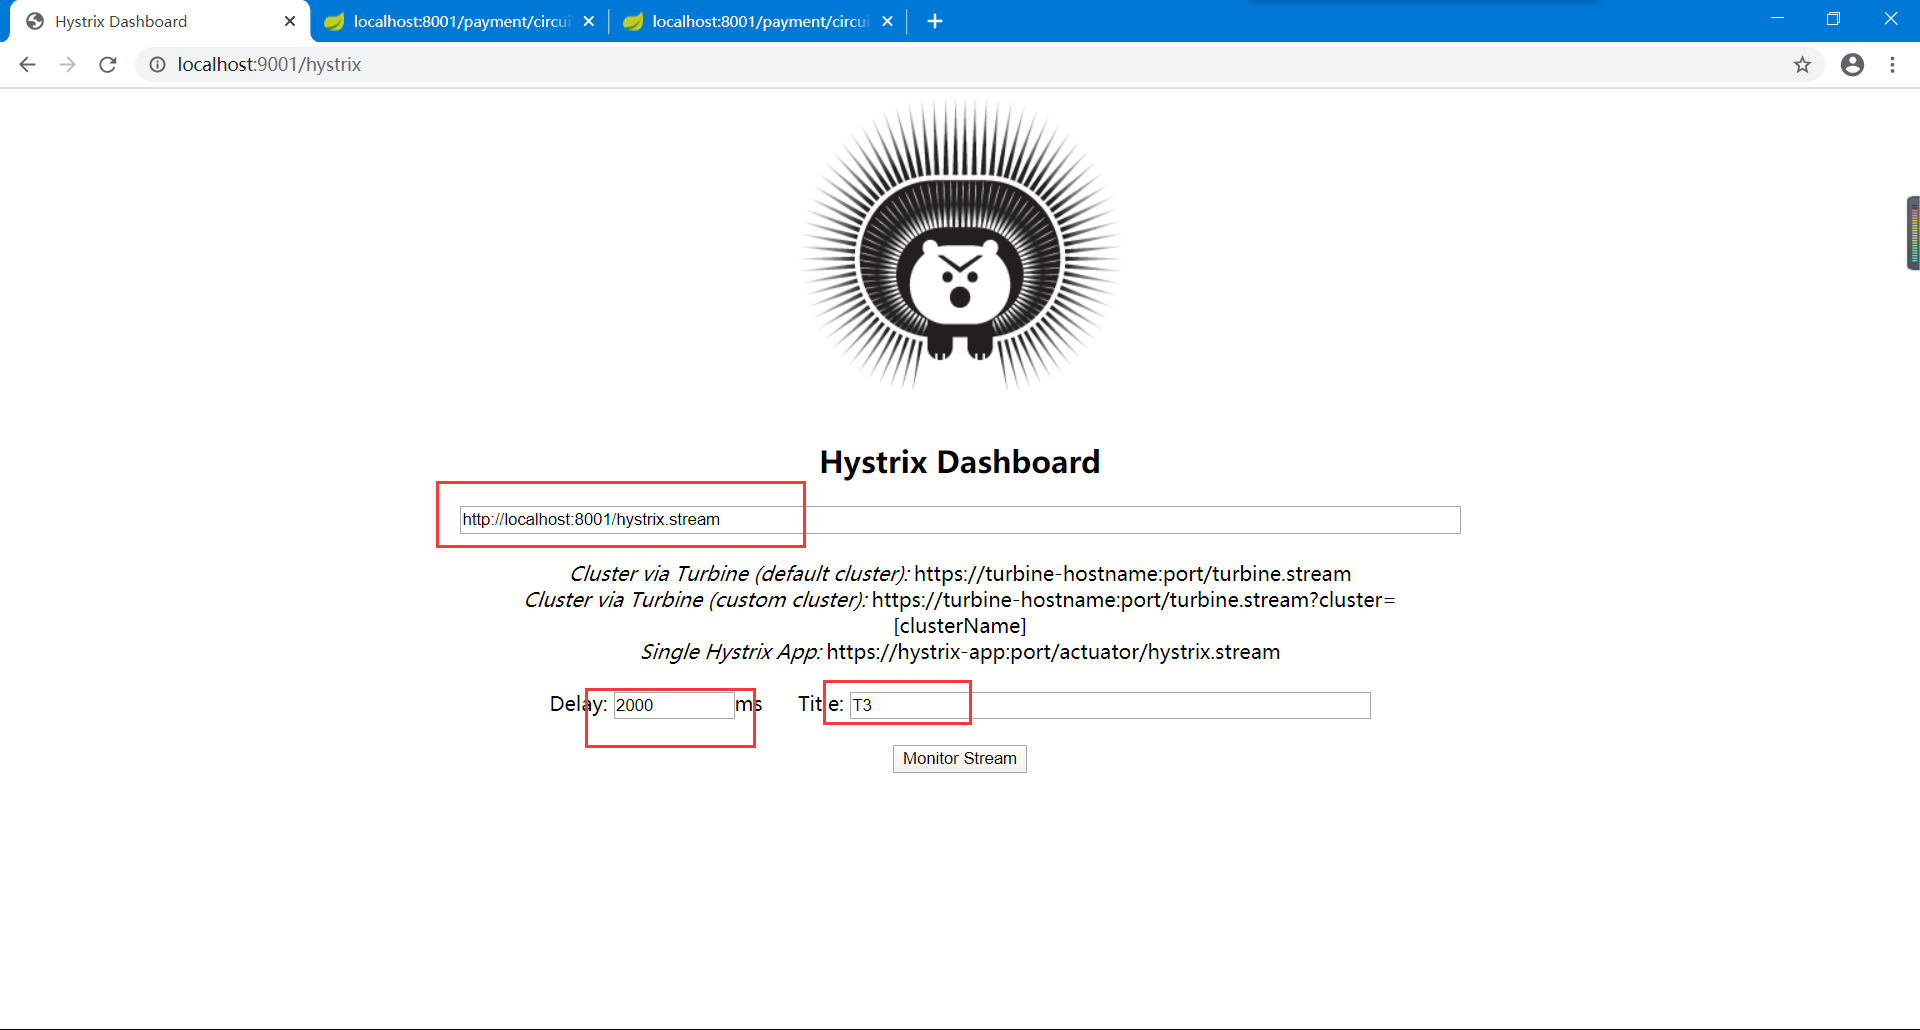 Hystrix Dashboard
localhost:8001/payment/circui
localhost:8001/payment/circui
localhost:9001/hystrix
Hystrix Dashboard
http://localhost:8001/hystrix.stream
Cluster via Turbine (default cluster): https://turbine-hostname:port/turbine.stream
Cluster via Turbine (custom cluster): https://turbine-hostname:port/turbine.stream?cluster=
[clusterName]
Single Hystrix App: https://hystrix-app:port/actuator/hystrix.stream
Delay: 2000 ms Title: T3
Monitor Stream